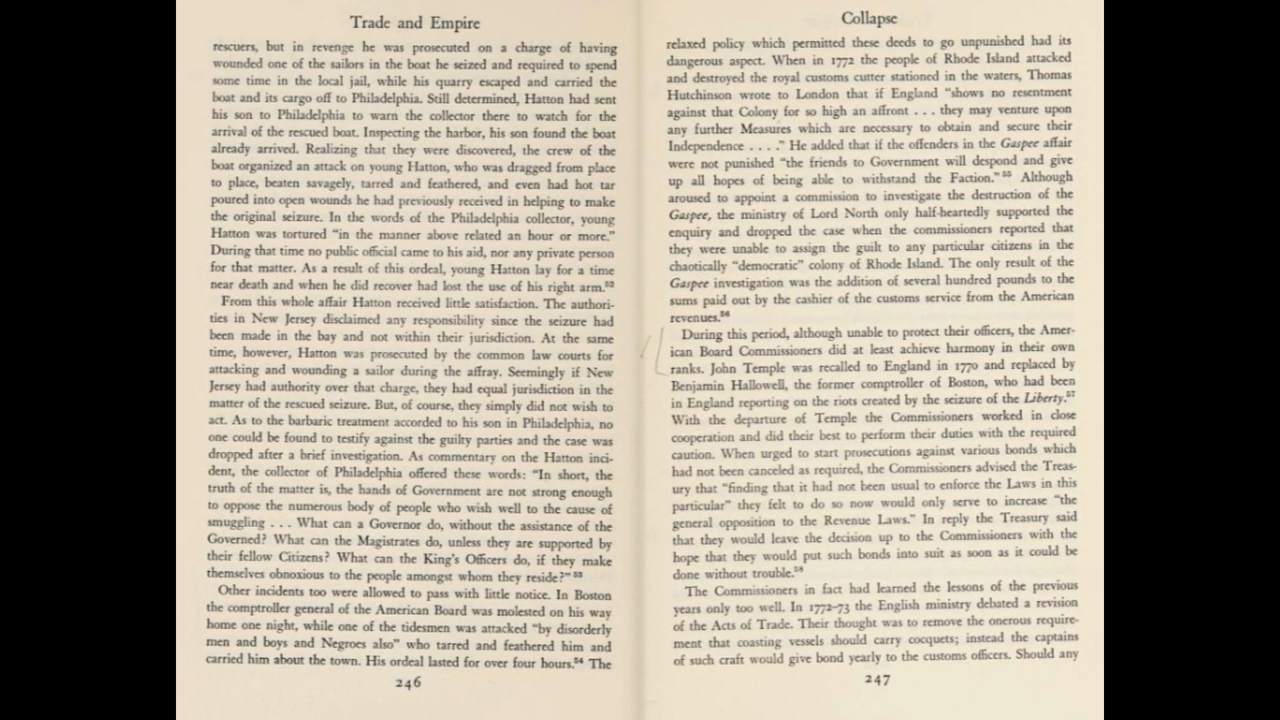 Trade and Empire
rescuers, but in revenge he was prosecuted on a charge of having
wounded one of the sailors in the boat he seized and required to spend
some time in the local jail, while his quarry escaped and carried the
boat and its cargo off to Philadelphia. Still determined, Hatton had sent
his son to Philadelphia to warn the collector there to watch for the
arrival of the rescued boat. Inspecting the harbor, his son found the boat
already arrived. Realizing that they were discovered, the crew of the
boat organized an attack on young Hatton, who was dragged from place
to place, beaten savagely, tarred and feathered, and even had hot tar
poured into open wounds he had previously received in helping to make
the original seizure. In the words of the Philadelphia collector, young
Hatton was tortured "in the manner above related an hour or more."
During that time no public official came to his aid, nor any private person
for that matter. As a result of this ordeal, young Hatton lay for a time
near death and when he did recover had lost the use of his right arm.⁵²
From this whole affair Hatton received little satisfaction. The authori-
ties in New Jersey disclaimed any responsibility since the seizure had
been made in the bay and not within their jurisdiction. At the same
time, however, Hatton was prosecuted by the common law courts for
attacking and wounding a sailor during the affray. Seemingly if New
Jersey had authority over that charge, they had equal jurisdiction in the
matter of the rescued seizure. But, of course, they simply did not wish to
act. As to the barbaric treatment accorded to his son in Philadelphia, no
one could be found to testify against the guilty parties and the case was
dropped after a brief investigation. As commentary on the Hatton inci-
dent, the collector of Philadelphia offered these words: "In short, the
truth of the matter is, the hands of Government are not strong enough
to oppose the numerous body of people who wish well to the cause of
smuggling . . . What can a Governor do, without the assistance of the
Governed? What can the Magistrates do, unless they are supported by
their fellow Citizens? What can the King's Officers do, if they make
themselves obnoxious to the people amongst whom they reside?" ⁵³
Other incidents too were allowed to pass with little notice. In Boston
the comptroller general of the American Board was molested on his way
home one night, while one of the tidesmen was attacked "by disorderly
men and boys and Negroes also" who tarred and feathered him and
carried him about the town. His ordeal lasted for over four hours.⁵⁴ The
246
Collapse
relaxed policy which permitted these deeds to go unpunished had its
dangerous aspect. When in 1772 the people of Rhode Island attacked
and destroyed the royal customs cutter stationed in the waters, Thomas
Hutchinson wrote to London that if England "shows no resentment
against that Colony for so high an affront . . . they may venture upon
any further Measures which are necessary to obtain and secure their
Independence . . . ." He added that if the offenders in the Gaspee affair
were not punished "the friends to Government will despond and give
up all hopes of being able to withstand the Faction." ⁵⁵ Although
aroused to appoint a commission to investigate the destruction of the
Gaspee, the ministry of Lord North only half-heartedly supported the
enquiry and dropped the case when the commissioners reported that
they were unable to assign the guilt to any particular citizens in the
chaotically "democratic" colony of Rhode Island. The only result of the
Gaspee investigation was the addition of several hundred pounds to the
sums paid out by the cashier of the customs service from the American
revenues.⁵⁶
During this period, although unable to protect their officers, the Amer-
ican Board Commissioners did at least achieve harmony in their own
ranks. John Temple was recalled to England in 1770 and replaced by
Benjamin Hallowell, the former comptroller of Boston, who had been
in England reporting on the riots created by the seizure of the Liberty.⁵⁷
With the departure of Temple the Commissioners worked in close
cooperation and did their best to perform their duties with the required
caution. When urged to start prosecutions against various bonds which
had not been canceled as required, the Commissioners advised the Treas-
ury that "finding that it had not been usual to enforce the Laws in this
particular" they felt to do so now would only serve to increase "the
general opposition to the Revenue Laws." In reply the Treasury said
that they would leave the decision up to the Commissioners with the
hope that they would put such bonds into suit as soon as it could be
done without trouble.⁵⁸
The Commissioners in fact had learned the lessons of the previous
years only too well. In 1772–73 the English ministry debated a revision
of the Acts of Trade. Their thought was to remove the onerous require-
ment that coasting vessels should carry cocquets; instead the captains
of such craft would give bond yearly to the customs officers. Should any
247